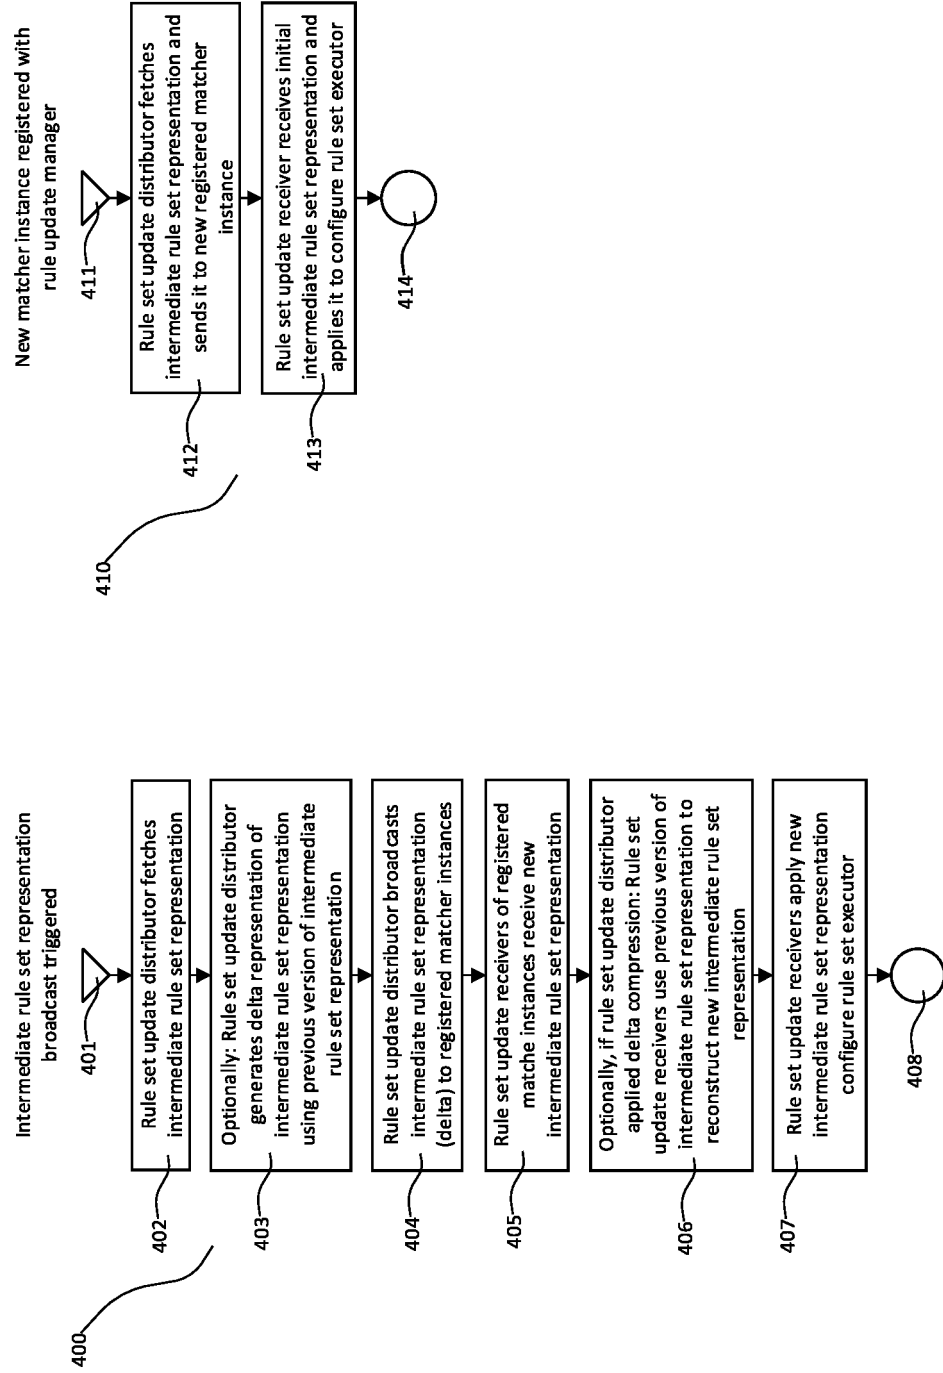 Intermediate rule set representation
broadcast triggered
401
Rule set update distributor fetches
intermediate rule set representation
402
Optionally: Rule set update distributor
generates delta representation of
intermediate rule set representation
using previous version of intermediate
rule set representation
403
Rule set update distributor broadcasts
intermediate rule set representation
(delta) to registered matcher instances
404
Rule set update receivers of registered
matche instances receive new
intermediate rule set representation
405
Optionally, if rule set update distributor
applied delta compression: Rule set
update receivers use previous version of
intermediate rule set representation to
reconstruct new intermediate rule set
representation
406
Rule set update receivers apply new
intermediate rule set representation
configure rule set executor
407
408
400
New matcher instance registered with
rule update manager
411
Rule set update distributor fetches
intermediate rule set representation and
sends it to new registered matcher
instance
412
Rule set update receiver receives initial
intermediate rule set representation and
applies it to configure rule set executor
413
414
410